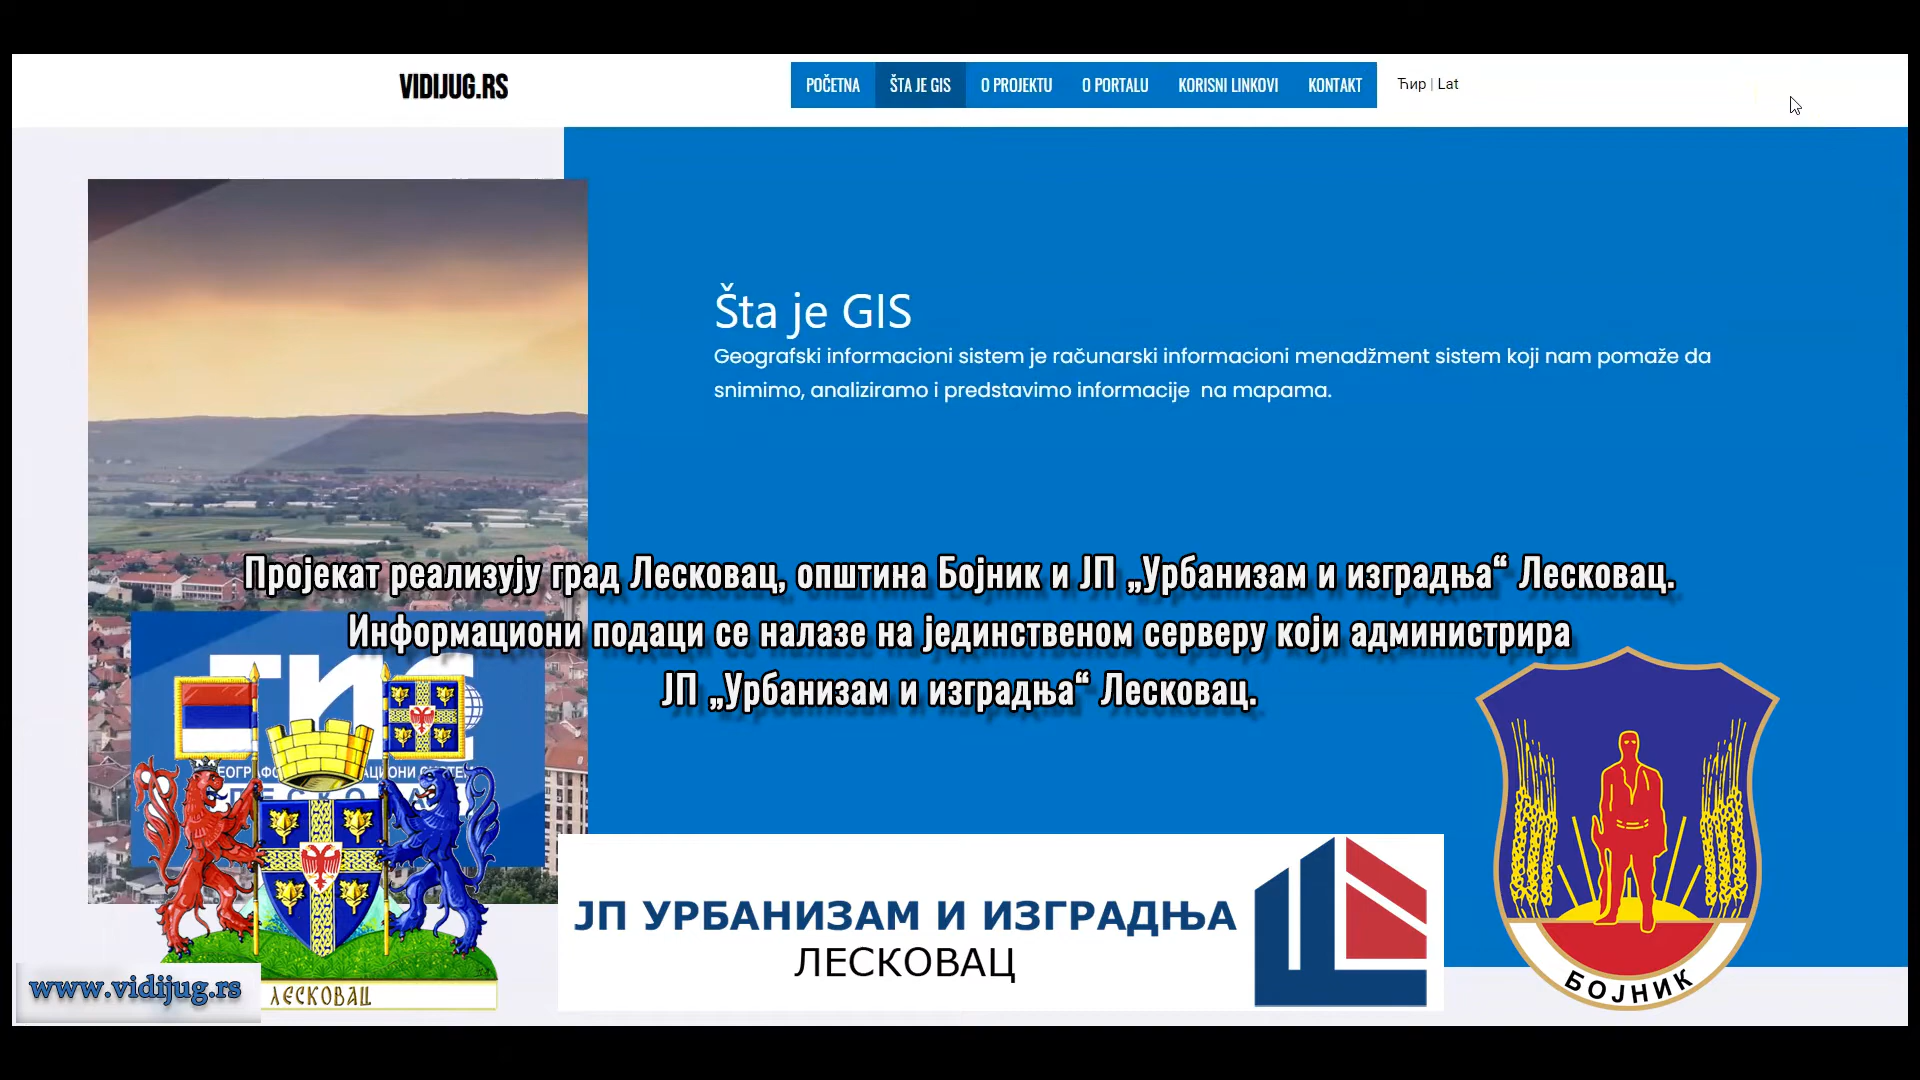 VIDIJUG.RS
POČETNA ŠTA JE GIS O PROJEKTU O PORTALU KORISNI LINKOVI KONTAKT Ћир | Lat
Šta je GIS
Geografski informacioni sistem je računarski informacioni menadžment sistem koji nam pomaže da
snimimo, analiziramo i predstavimo informacije na mapama.
Пројекат реализују град Лесковац, општина Бојник и ЈП „Урбанизам и изградња“ Лесковац.
Информациони подаци се налазе на јединственом серверу који администрира
ЈП „Урбанизам и изградња“ Лесковац.
ЈП УРБАНИЗАМ И ИЗГРАДЊА
ЛЕСКОВАЦ
БОЈНИК
www.vidijug.rs
ЛЕСКОВАЦ